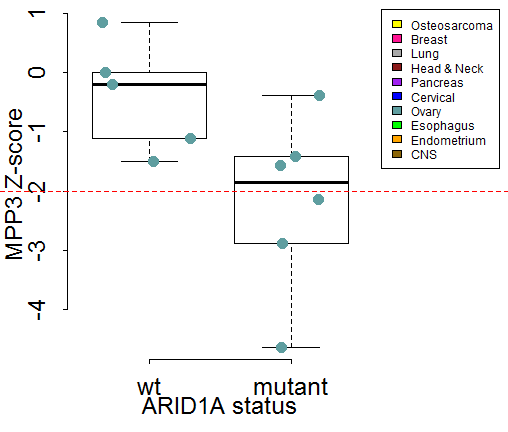 1
0
-1
-2
-3
-4
MPP3 Z-score
wt
mutant
ARID1A status
Osteosarcoma
Breast
Lung
Head & Neck
Pancreas
Cervical
Ovary
Esophagus
Endometrium
CNS